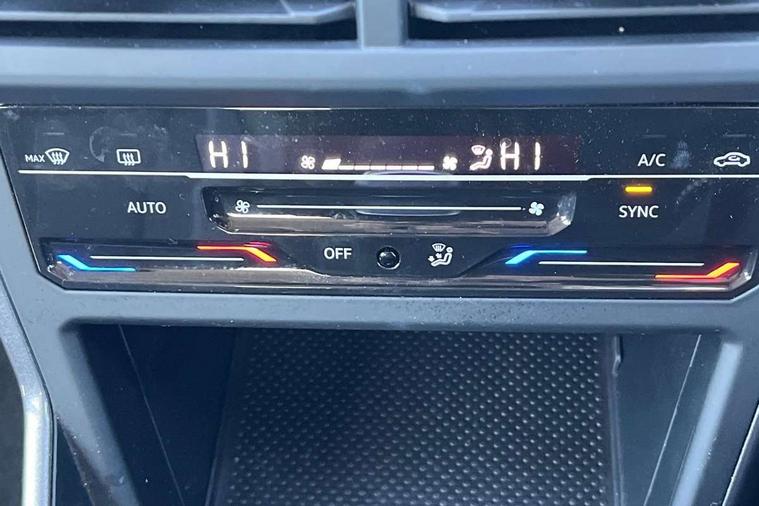 HI HI
MAX A/C
AUTO SYNC
OFF